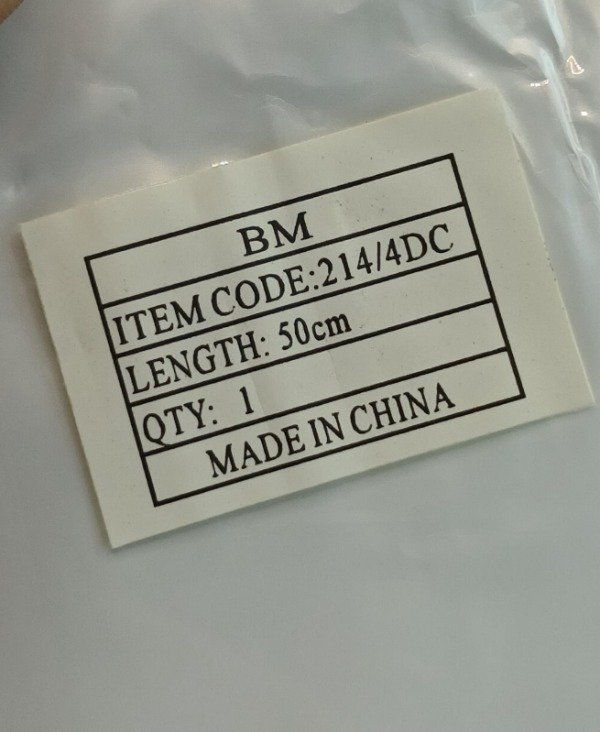 BM
ITEM CODE:214/4DC
LENGTH: 50cm
QTY: 1
MADE IN CHINA